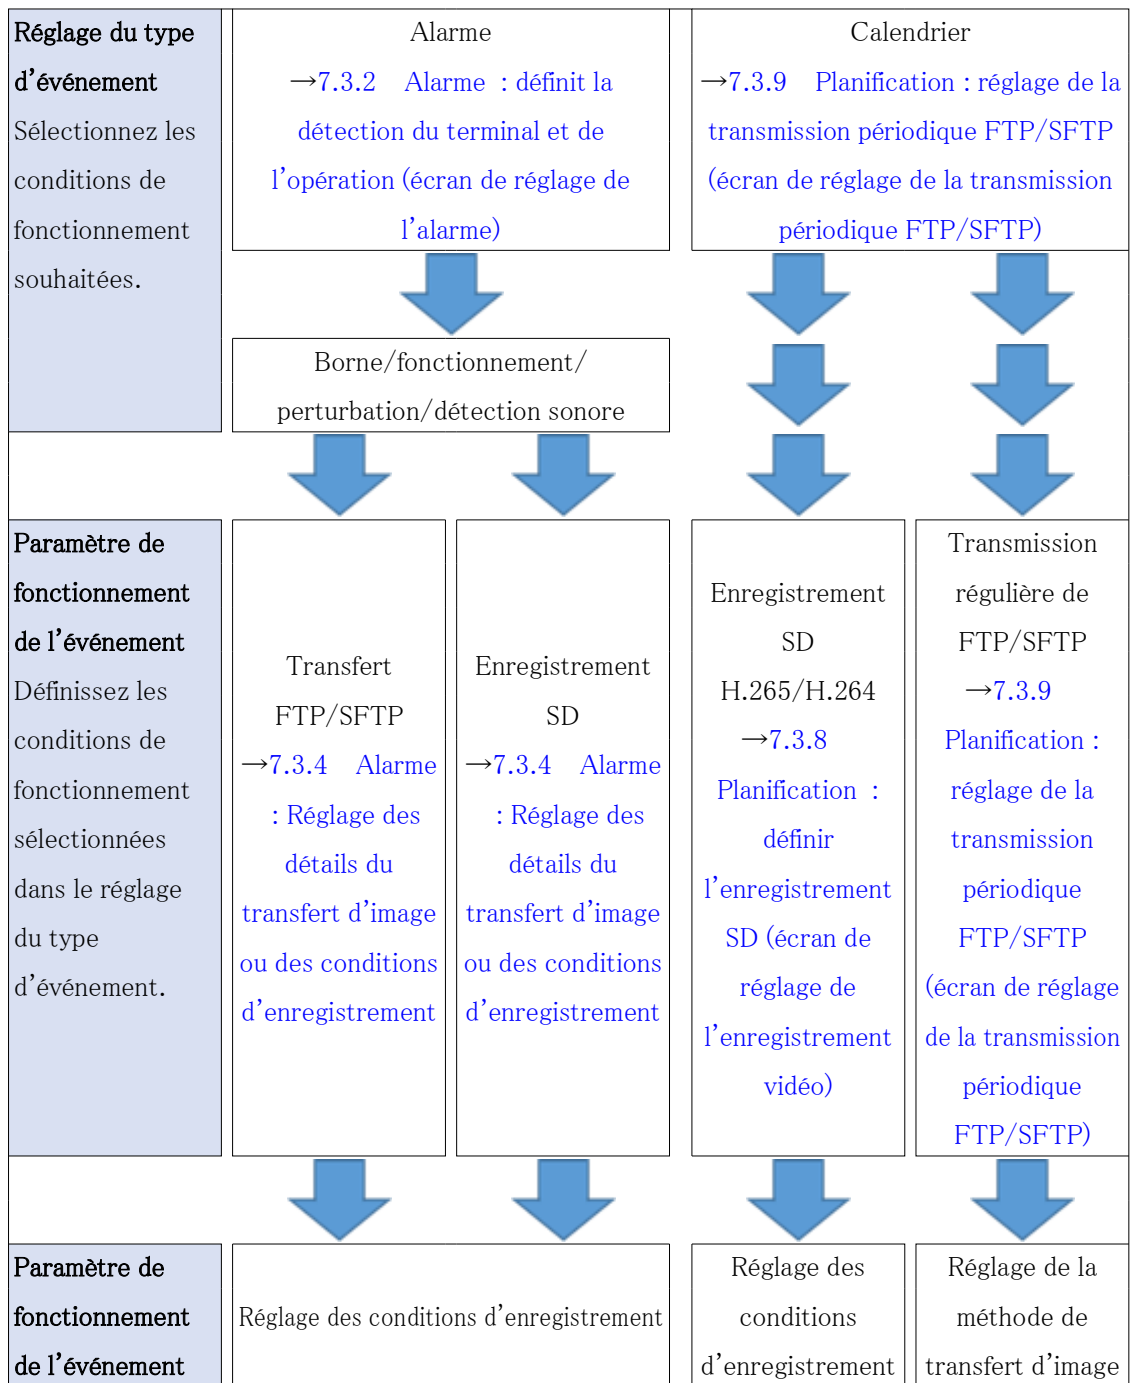 Réglage du type
d’événement
Sélectionnez les
conditions de
fonctionnement
souhaitées.
Alarme
→7.3.2 Alarme : définit la
détection du terminal et de
l’opération (écran de réglage de
l’alarme)
Calendrier
→7.3.9 Planification : réglage de la
transmission périodique FTP/SFTP
(écran de réglage de la transmission
périodique FTP/SFTP)
Borne/fonctionnement/
perturbation/détection sonore
Paramètre de
fonctionnement
de l’événement
Définissez les
conditions de
fonctionnement
sélectionnées
dans le réglage
du type
d’événement.
Transfert
FTP/SFTP
→7.3.4 Alarme
: Réglage des
détails du
transfert d’image
ou des conditions
d’enregistrement
Enregistrement
SD
→7.3.4 Alarme
: Réglage des
détails du
transfert d’image
ou des conditions
d’enregistrement
Enregistrement
SD
H.265/H.264
→7.3.8
Planification :
définir
l’enregistrement
SD (écran de
réglage de
l’enregistrement
vidéo)
Transmission
régulière de
FTP/SFTP
→7.3.9
Planification :
réglage de la
transmission
périodique
FTP/SFTP
(écran de réglage
de la transmission
périodique
FTP/SFTP)
Paramètre de
fonctionnement
de l’événement
Réglage des conditions d’enregistrement
Réglage des
conditions
d’enregistrement
Réglage de la
méthode de
transfert d’image